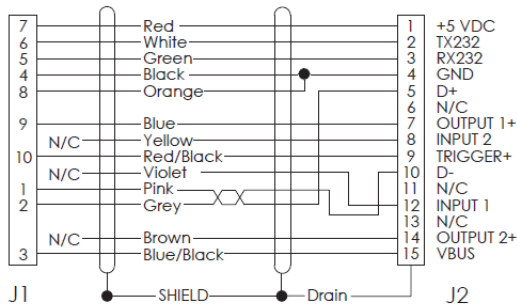 7 Red 1 +5 VDC
6 White 2 TX232
5 Green 3 RX232
4 Black 4 GND
8 Orange 5 D+
6 N/C
9 Blue 7 OUTPUT 1+
N/C Yellow 8 INPUT 2
10 Red/Black 9 TRIGGER+
N/C Violet 10 D-
1 Pink 11 N/C
2 Grey 12 INPUT 1
13 N/C
N/C Brown 14 OUTPUT 2+
3 Blue/Black 15 VBUS
J1 SHIELD Drain J2